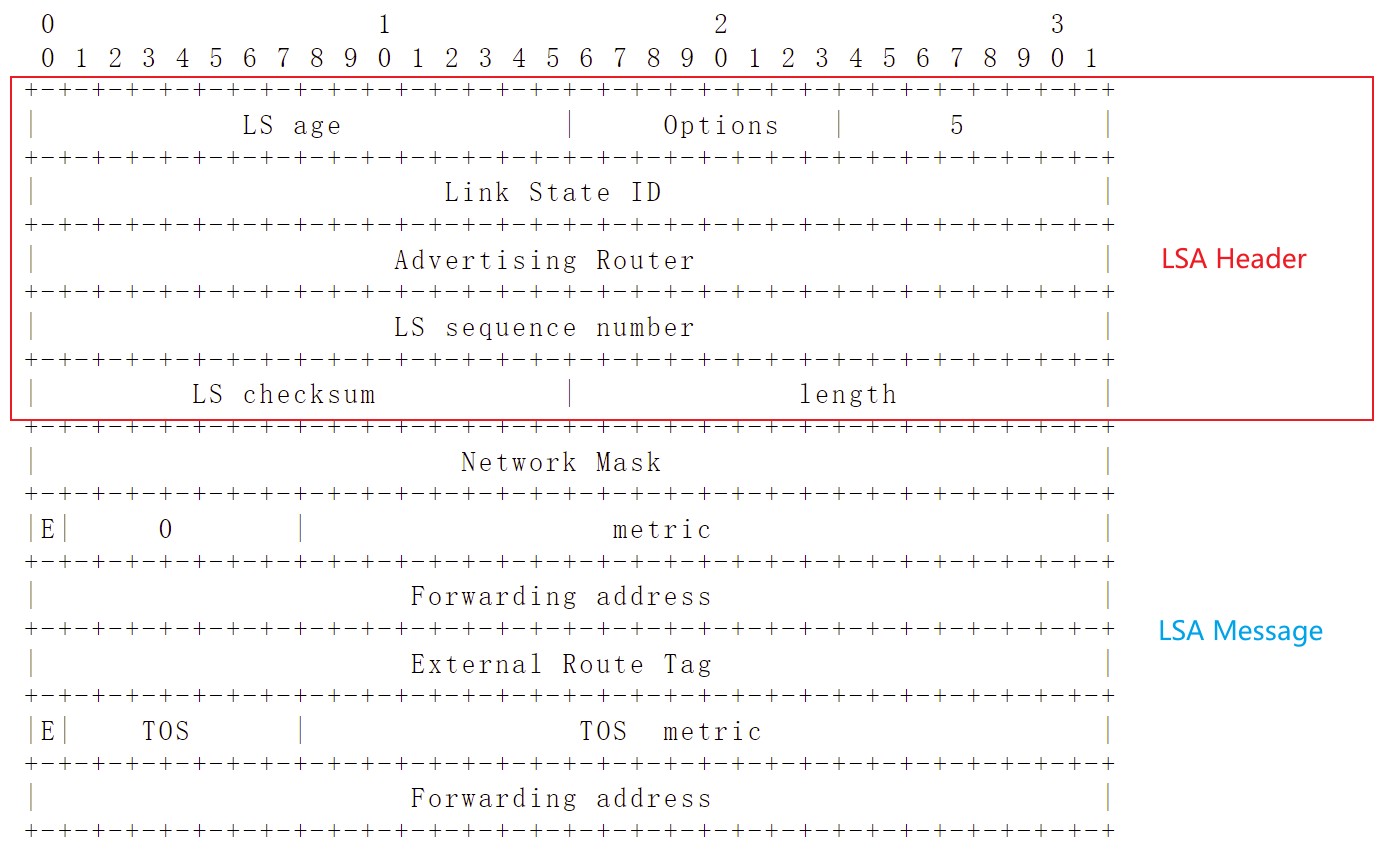 0                   1                   2                   3
0 1 2 3 4 5 6 7 8 9 0 1 2 3 4 5 6 7 8 9 0 1 2 3 4 5 6 7 8 9 0 1
+-+-+-+-+-+-+-+-+-+-+-+-+-+-+-+-+-+-+-+-+-+-+-+-+-+-+-+-+-+-+-+-+
| LS age | Options | 5 |
+-+-+-+-+-+-+-+-+-+-+-+-+-+-+-+-+-+-+-+-+-+-+-+-+-+-+-+-+-+-+-+-+
| Link State ID |
+-+-+-+-+-+-+-+-+-+-+-+-+-+-+-+-+-+-+-+-+-+-+-+-+-+-+-+-+-+-+-+-+
| Advertising Router | LSA Header
+-+-+-+-+-+-+-+-+-+-+-+-+-+-+-+-+-+-+-+-+-+-+-+-+-+-+-+-+-+-+-+-+
| LS sequence number |
+-+-+-+-+-+-+-+-+-+-+-+-+-+-+-+-+-+-+-+-+-+-+-+-+-+-+-+-+-+-+-+-+
| LS checksum | length |
+-+-+-+-+-+-+-+-+-+-+-+-+-+-+-+-+-+-+-+-+-+-+-+-+-+-+-+-+-+-+-+-+
| Network Mask |
+-+-+-+-+-+-+-+-+-+-+-+-+-+-+-+-+-+-+-+-+-+-+-+-+-+-+-+-+-+-+-+-+
|E| 0 | metric |
+-+-+-+-+-+-+-+-+-+-+-+-+-+-+-+-+-+-+-+-+-+-+-+-+-+-+-+-+-+-+-+-+
| Forwarding address |
+-+-+-+-+-+-+-+-+-+-+-+-+-+-+-+-+-+-+-+-+-+-+-+-+-+-+-+-+-+-+-+-+ LSA Message
| External Route Tag |
+-+-+-+-+-+-+-+-+-+-+-+-+-+-+-+-+-+-+-+-+-+-+-+-+-+-+-+-+-+-+-+-+
|E| TOS | TOS  metric |
+-+-+-+-+-+-+-+-+-+-+-+-+-+-+-+-+-+-+-+-+-+-+-+-+-+-+-+-+-+-+-+-+
| Forwarding address |
+-+-+-+-+-+-+-+-+-+-+-+-+-+-+-+-+-+-+-+-+-+-+-+-+-+-+-+-+-+-+-+-+